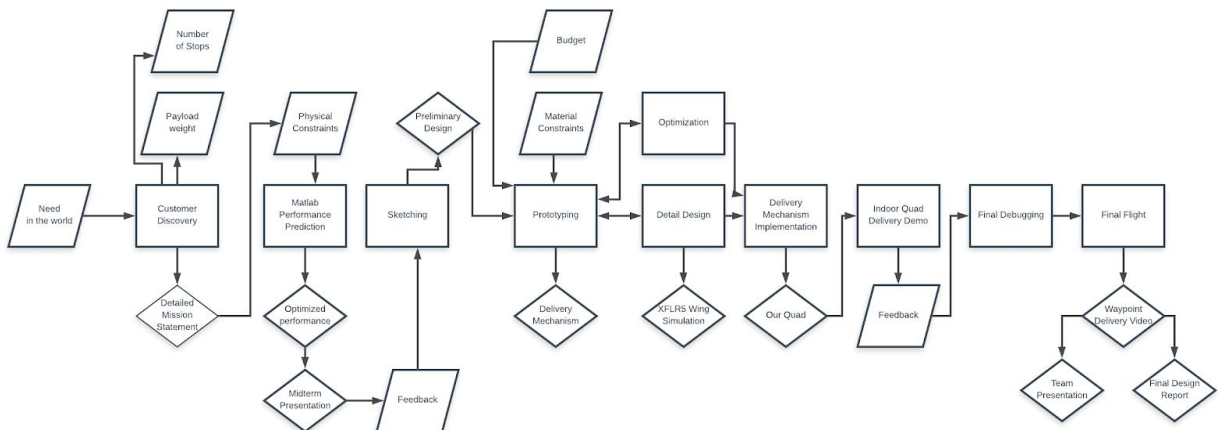 Number
of Stops
Budget
Payload
weight
Physical
Constraints
Preliminary
Design
Material
Constraints
Optimization
Need
in the world
Customer
Discovery
Matlab
Performance
Prediction
Sketching
Prototyping
Detail Design
Delivery
Mechanism
Implementation
Indoor Quad
Delivery Demo
Final Debugging
Final Flight
Detailed
Mission
Statement
Optimized
performance
Delivery
Mechanism
XFLR5 Wing
Simulation
Our Quad
Feedback
Waypoint
Delivery Video
Midterm
Presentation
Feedback
Team
Presentation
Final Design
Report